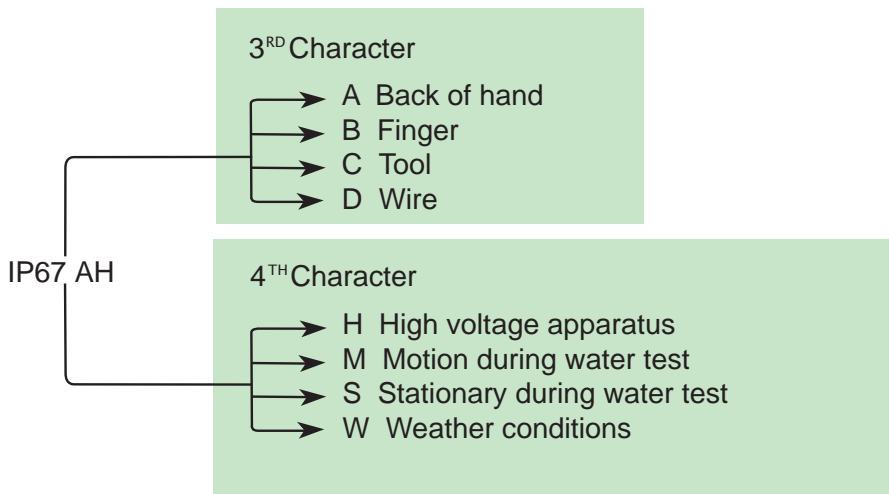 3RD Character
A Back of hand
B Finger
C Tool
D Wire
IP67 AH
4TH Character
H High voltage apparatus
M Motion during water test
S Stationary during water test
W Weather conditions